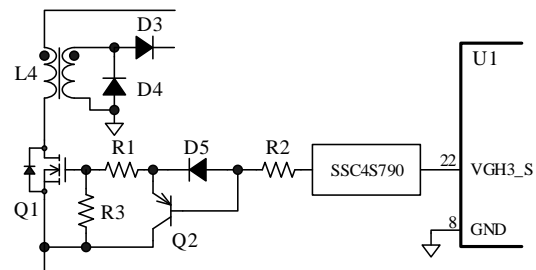 D3
U1
L4
D4
R1
D5
R2
SSC4S790
22
VGH3_S
Q1
R3
Q2
8
GND